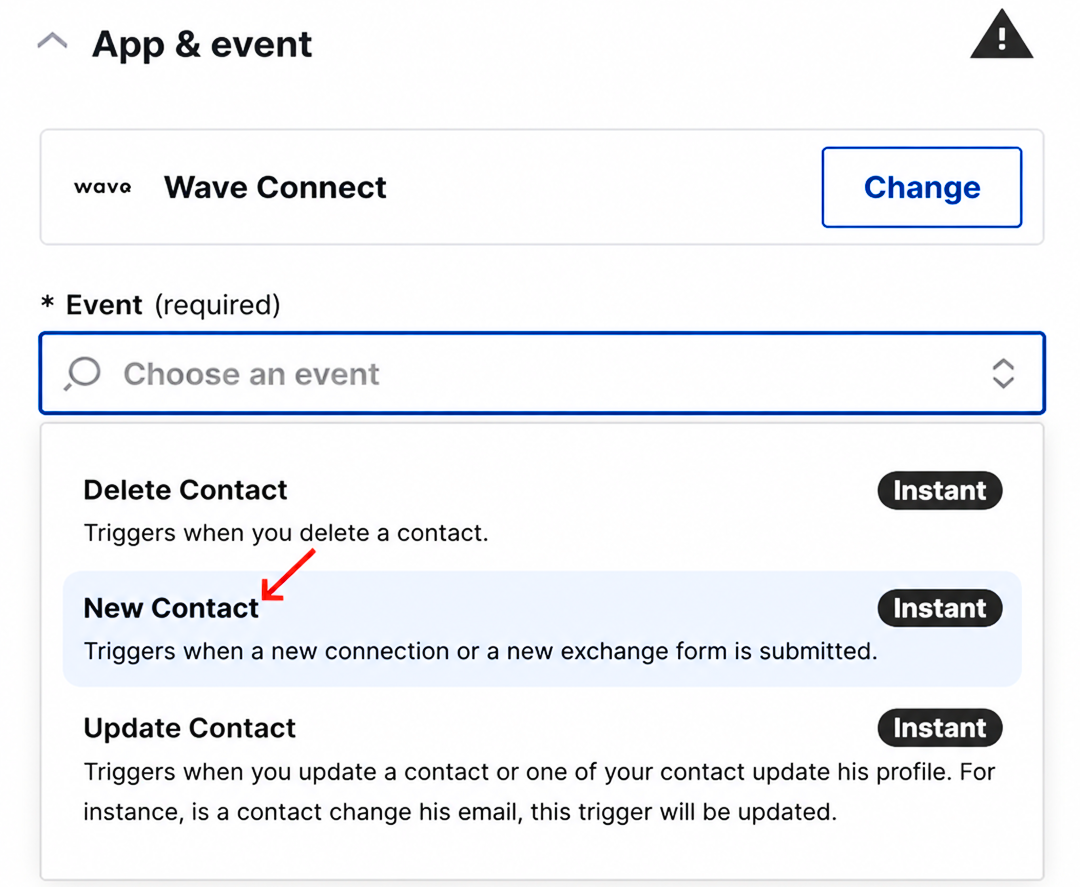 App & event
wave Wave Connect Change
* Event (required)
Choose an event
Delete Contact Instant
Triggers when you delete a contact.
New Contact Instant
Triggers when a new connection or a new exchange form is submitted.
Update Contact Instant
Triggers when you update a contact or one of your contact update his profile. For
instance, is a contact change his email, this trigger will be updated.